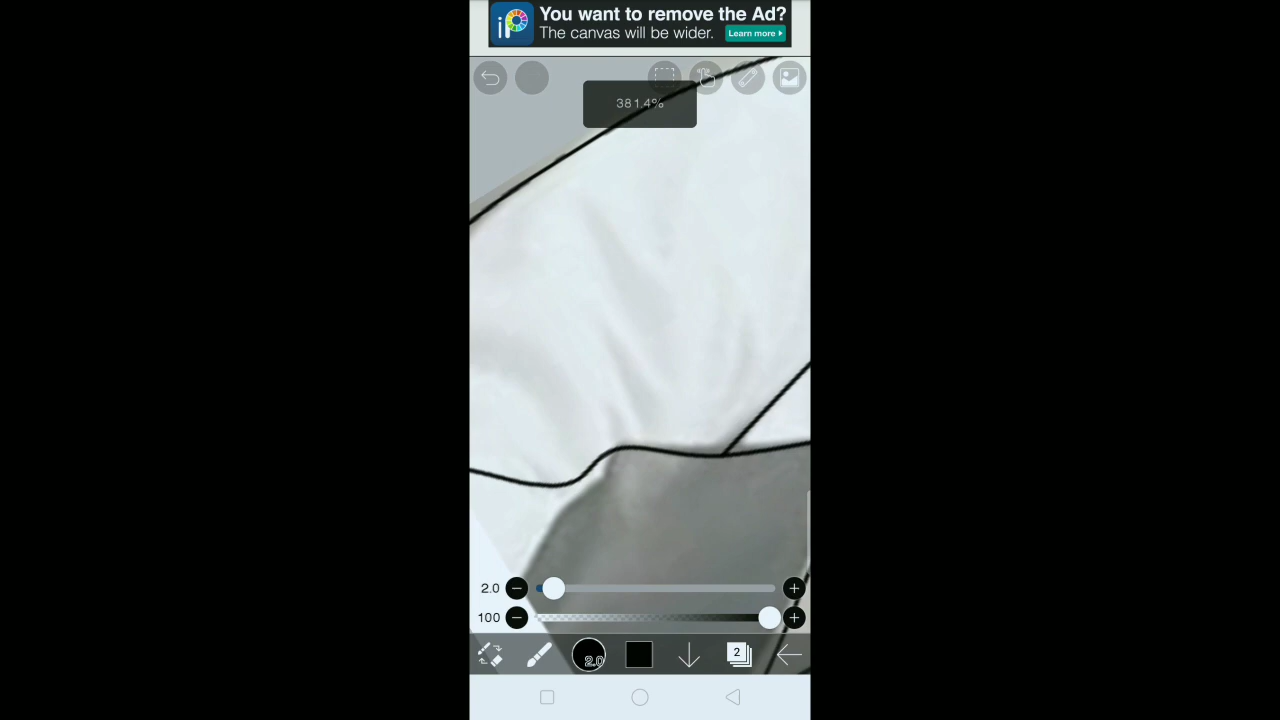 You want to remove the Ad?
The canvas will be wider.
Learn more
iP
381.4%
2.0
100
2.0
2